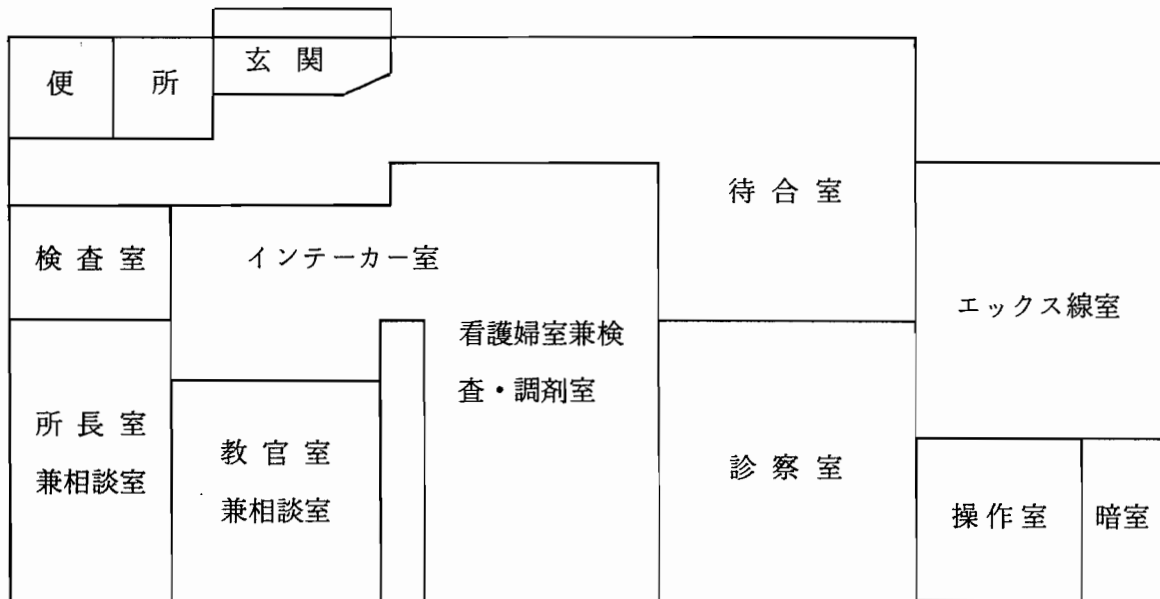 玄関
便所
待合室
検査室
インテーカー室
エックス線室
看護婦室兼検
査・調剤室
所長室
兼相談室
教官室
兼相談室
診察室
操作室
暗室